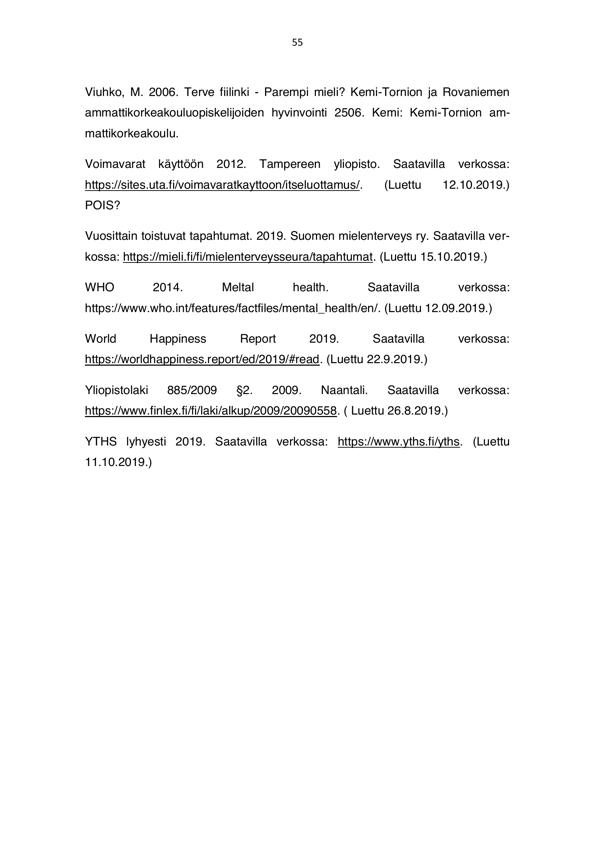 55
Viuhko, M. 2006. Terve fiilinki - Parempi mieli? Kemi-Tornion ja Rovaniemen
ammattikorkeakouluopiskelijoiden hyvinvointi 2506. Kemi: Kemi-Tornion am-
mattikorkeakoulu.
Voimavarat käyttöön 2012. Tampereen yliopisto. Saatavilla verkossa:
https://sites.uta.fi/voimavaratkayttoon/itseluottamus/. (Luettu 12.10.2019.)
POIS?
Vuosittain toistuvat tapahtumat. 2019. Suomen mielenterveys ry. Saatavilla ver-
kossa: https://mieli.fi/fi/mielenterveysseura/tapahtumat. (Luettu 15.10.2019.)
WHO 2014. Meltal health. Saatavilla verkossa:
https://www.who.int/features/factfiles/mental_health/en/. (Luettu 12.09.2019.)
World Happiness Report 2019. Saatavilla verkossa:
https://worldhappiness.report/ed/2019/#read. (Luettu 22.9.2019.)
Yliopistolaki 885/2009 §2. 2009. Naantali. Saatavilla verkossa:
https://www.finlex.fi/fi/laki/alkup/2009/20090558. ( Luettu 26.8.2019.)
YTHS lyhyesti 2019. Saatavilla verkossa: https://www.yths.fi/yths. (Luettu
11.10.2019.)